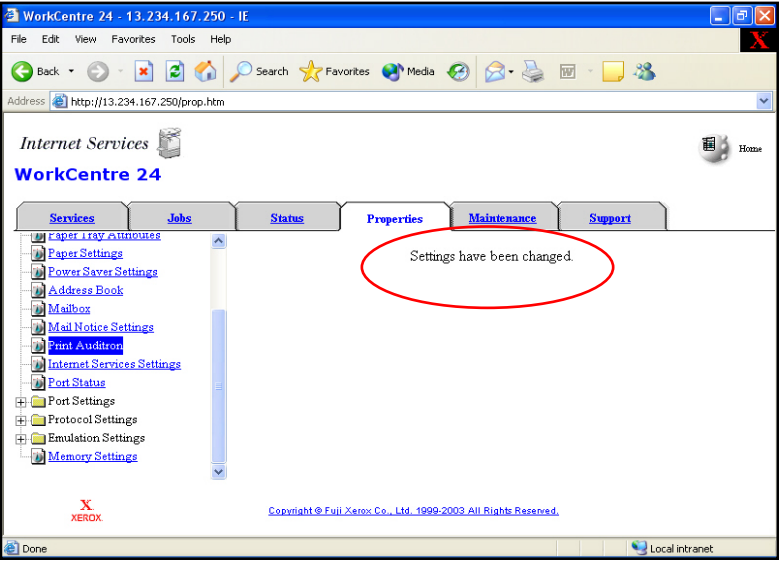 WorkCentre 24 - 13.234.167.250 - IE
File Edit View Favorites Tools Help
X
Back Search Favorites Media
Address http://13.234.167.250/prop.htm
Internet Services
Home
WorkCentre 24
Services Jobs Status Properties Maintenance Support
Paper Tray Attributes
Settings have been changed.
Paper Settings
Power Saver Settings
Address Book
Mailbox
Mail Notice Settings
Print Auditron
Internet Services Settings
Port Status
Port Settings
Protocol Settings
Emulation Settings
Memory Settings
X
XEROX.
Copyright © Fuji Xerox Co., Ltd. 1999-2003 All Rights Reserved.
Done Local intranet